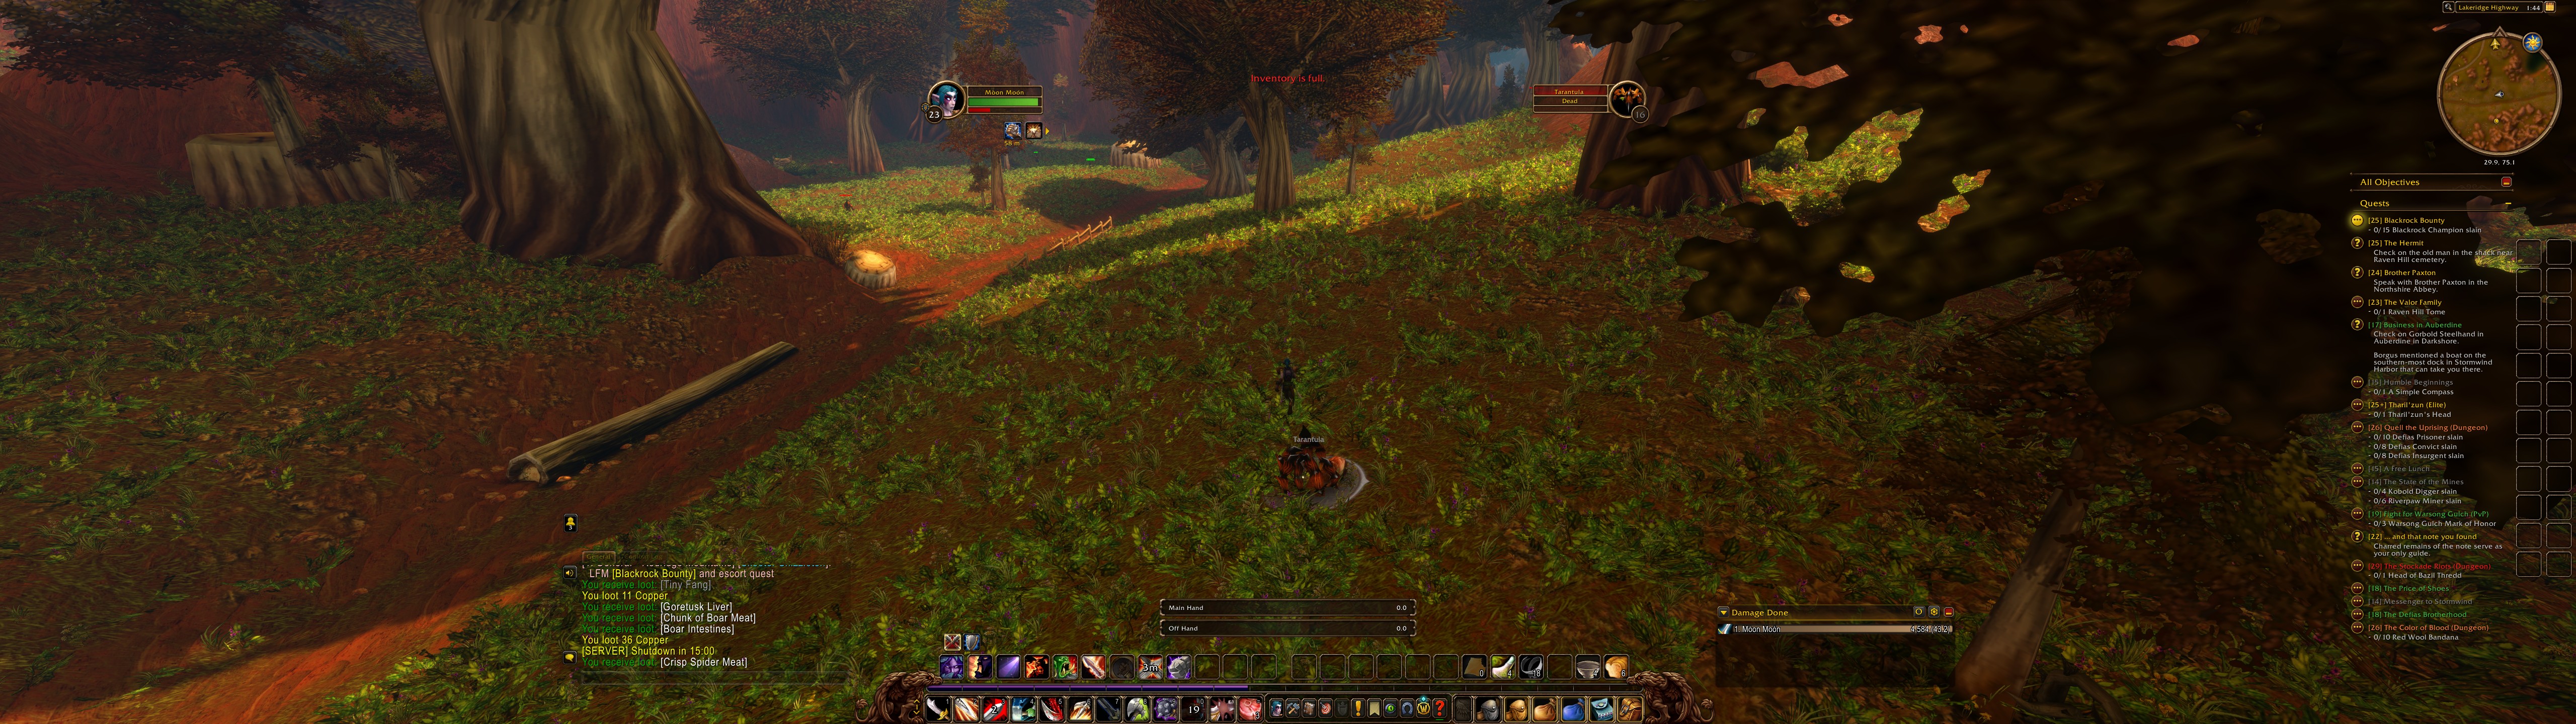 Lakeridge Highway 1:44
Inventory is full.
Mòon Moòn
23
58 m
Tarantula
Dead
16
29.9, 75.1
All Objectives
Quests
[25] Blackrock Bounty
- 0/15 Blackrock Champion slain
[25] The Hermit
Check on the old man in the shack near
Raven Hill cemetery.
[24] Brother Paxton
Speak with Brother Paxton in the
Northshire Abbey.
[23] The Valor Family
- 0/1 Raven Hill Tome
[17] Business in Auberdine
Check on Gorbold Steelhand in
Auberdine in Darkshore.
Borgus mentioned a boat on the
southern-most dock in Stormwind
Harbor that can take you there.
[15] Humble Beginnings
- 0/1 A Simple Compass
[25+] Tharil'zun (Elite)
- 0/1 Tharil'zun's Head
[26] Quell the Uprising (Dungeon)
- 0/10 Defias Prisoner slain
- 0/8 Defias Convict slain
- 0/8 Defias Insurgent slain
[15] A Free Lunch
[14] The State of the Mines
- 0/4 Kobold Digger slain
- 0/6 Riverpaw Miner slain
[19] Fight for Warsong Gulch (PvP)
- 0/3 Warsong Gulch Mark of Honor
[22] ... and that note you found
Charred remains of the note serve as
your only guide.
[29] The Stockade Riots (Dungeon)
- 0/1 Head of Bazil Thredd
[18] The Price of Shoes
[14] Messenger to Stormwind
[18] The Defias Brotherhood
[26] The Color of Blood (Dungeon)
- 0/10 Red Wool Bandana
Tarantula
LFM [Blackrock Bounty] and escort quest
You receive loot: [Tiny Fang]
You loot 11 Copper
You receive loot: [Goretusk Liver]
You receive loot: [Chunk of Boar Meat]
You receive loot: [Boar Intestines]
You loot 36 Copper
[SERVER] Shutdown in 15:00
You receive loot: [Crisp Spider Meat]
Main Hand 0.0
Off Hand 0.0
Damage Done
3m
19